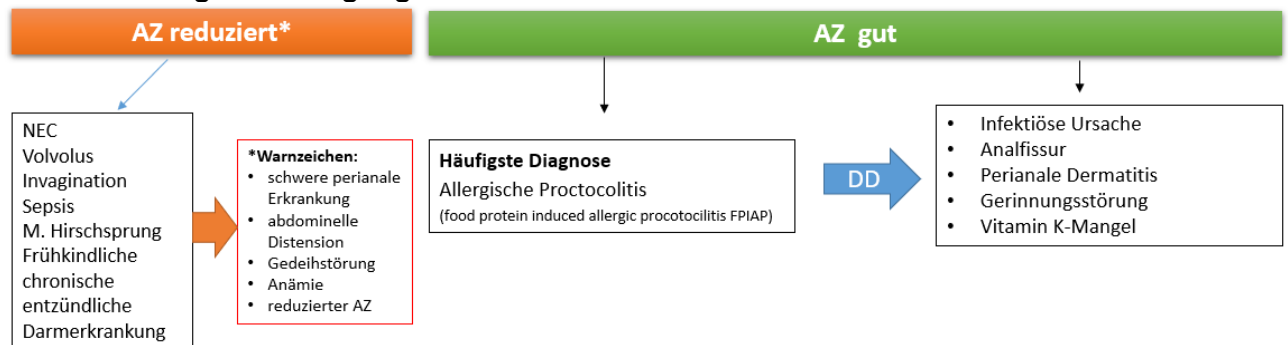 AZ reduziert*
AZ gut
NEC
Volvolus
Invagination
Sepsis
M. Hirschsprung
Frühkindliche
chronische
entzündliche
Darmerkrankung
*Warnzeichen:
• schwere perianale
Erkrankung
• abdominelle
Distension
• Gedeihstörung
• Anämie
• reduzierter AZ
Häufigste Diagnose
Allergische Proctocolitis
(food protein induced allergic procotocilitis FPIAP)
DD
• Infektiöse Ursache
• Analfissur
• Perianale Dermatitis
• Gerinnungsstörung
• Vitamin K-Mangel